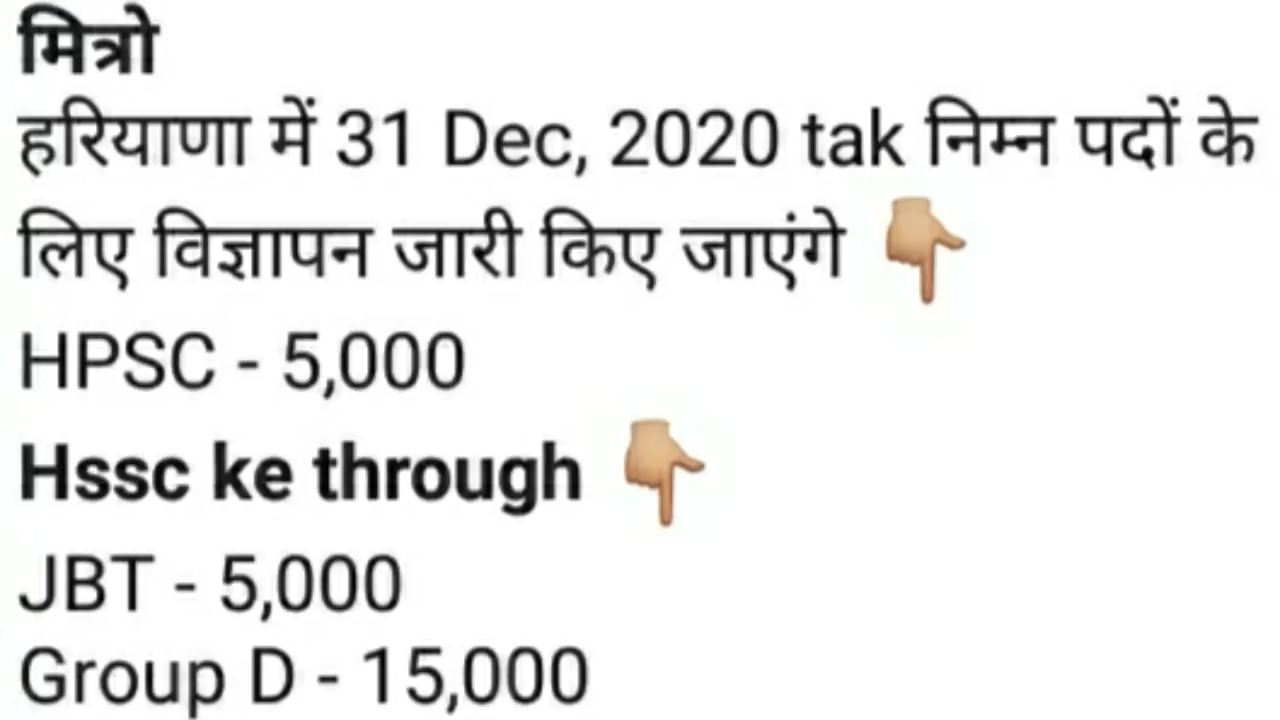 मित्रो
हरियाणा में 31 Dec, 2020 tak निम्न पदों के
लिए विज्ञापन जारी किए जाएंगे 👇🏼
HPSC - 5,000
Hssc ke through 👇🏼
JBT - 5,000
Group D - 15,000